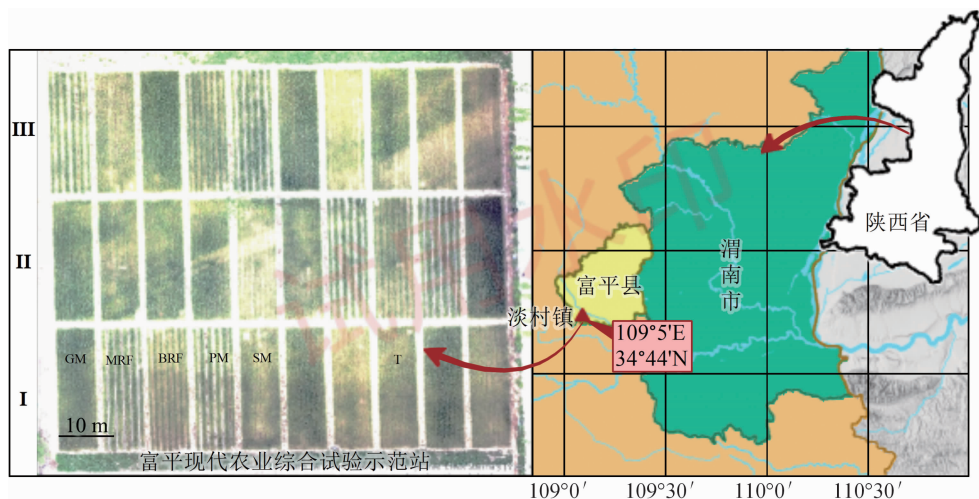 III
II
I
GM MRF BRF PM SM T
10 m
富平现代农业综合试验示范站
陕西省
渭南市
富平县
淡村镇
109°5'E
34°44'N
109°0′ 109°30′ 110°0′ 110°30′